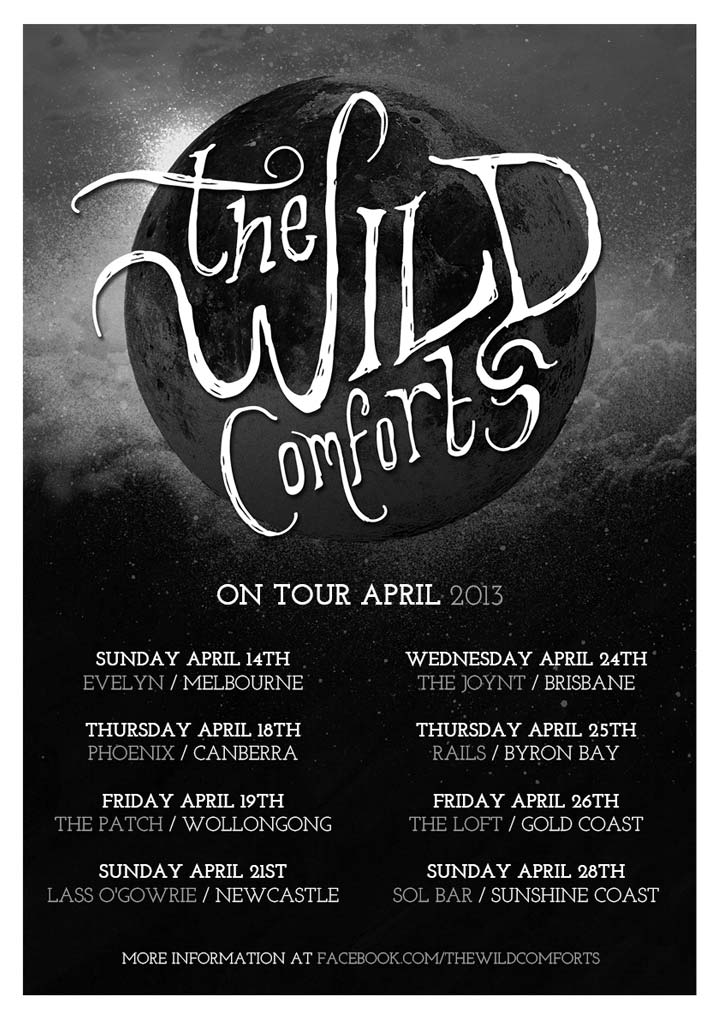 The
WILD
Comforts
ON TOUR APRIL 2013
SUNDAY APRIL 14TH
EVELYN / MELBOURNE
THURSDAY APRIL 18TH
PHOENIX / CANBERRA
FRIDAY APRIL 19TH
THE PATCH / WOLLONGONG
SUNDAY APRIL 21ST
LASS O'GOWRIE / NEWCASTLE
WEDNESDAY APRIL 24TH
THE JOYNT / BRISBANE
THURSDAY APRIL 25TH
RAILS / BYRON BAY
FRIDAY APRIL 26TH
THE LOFT / GOLD COAST
SUNDAY APRIL 28TH
SOL BAR / SUNSHINE COAST
MORE INFORMATION AT FACEBOOK.COM/THEWILDCOMFORTS